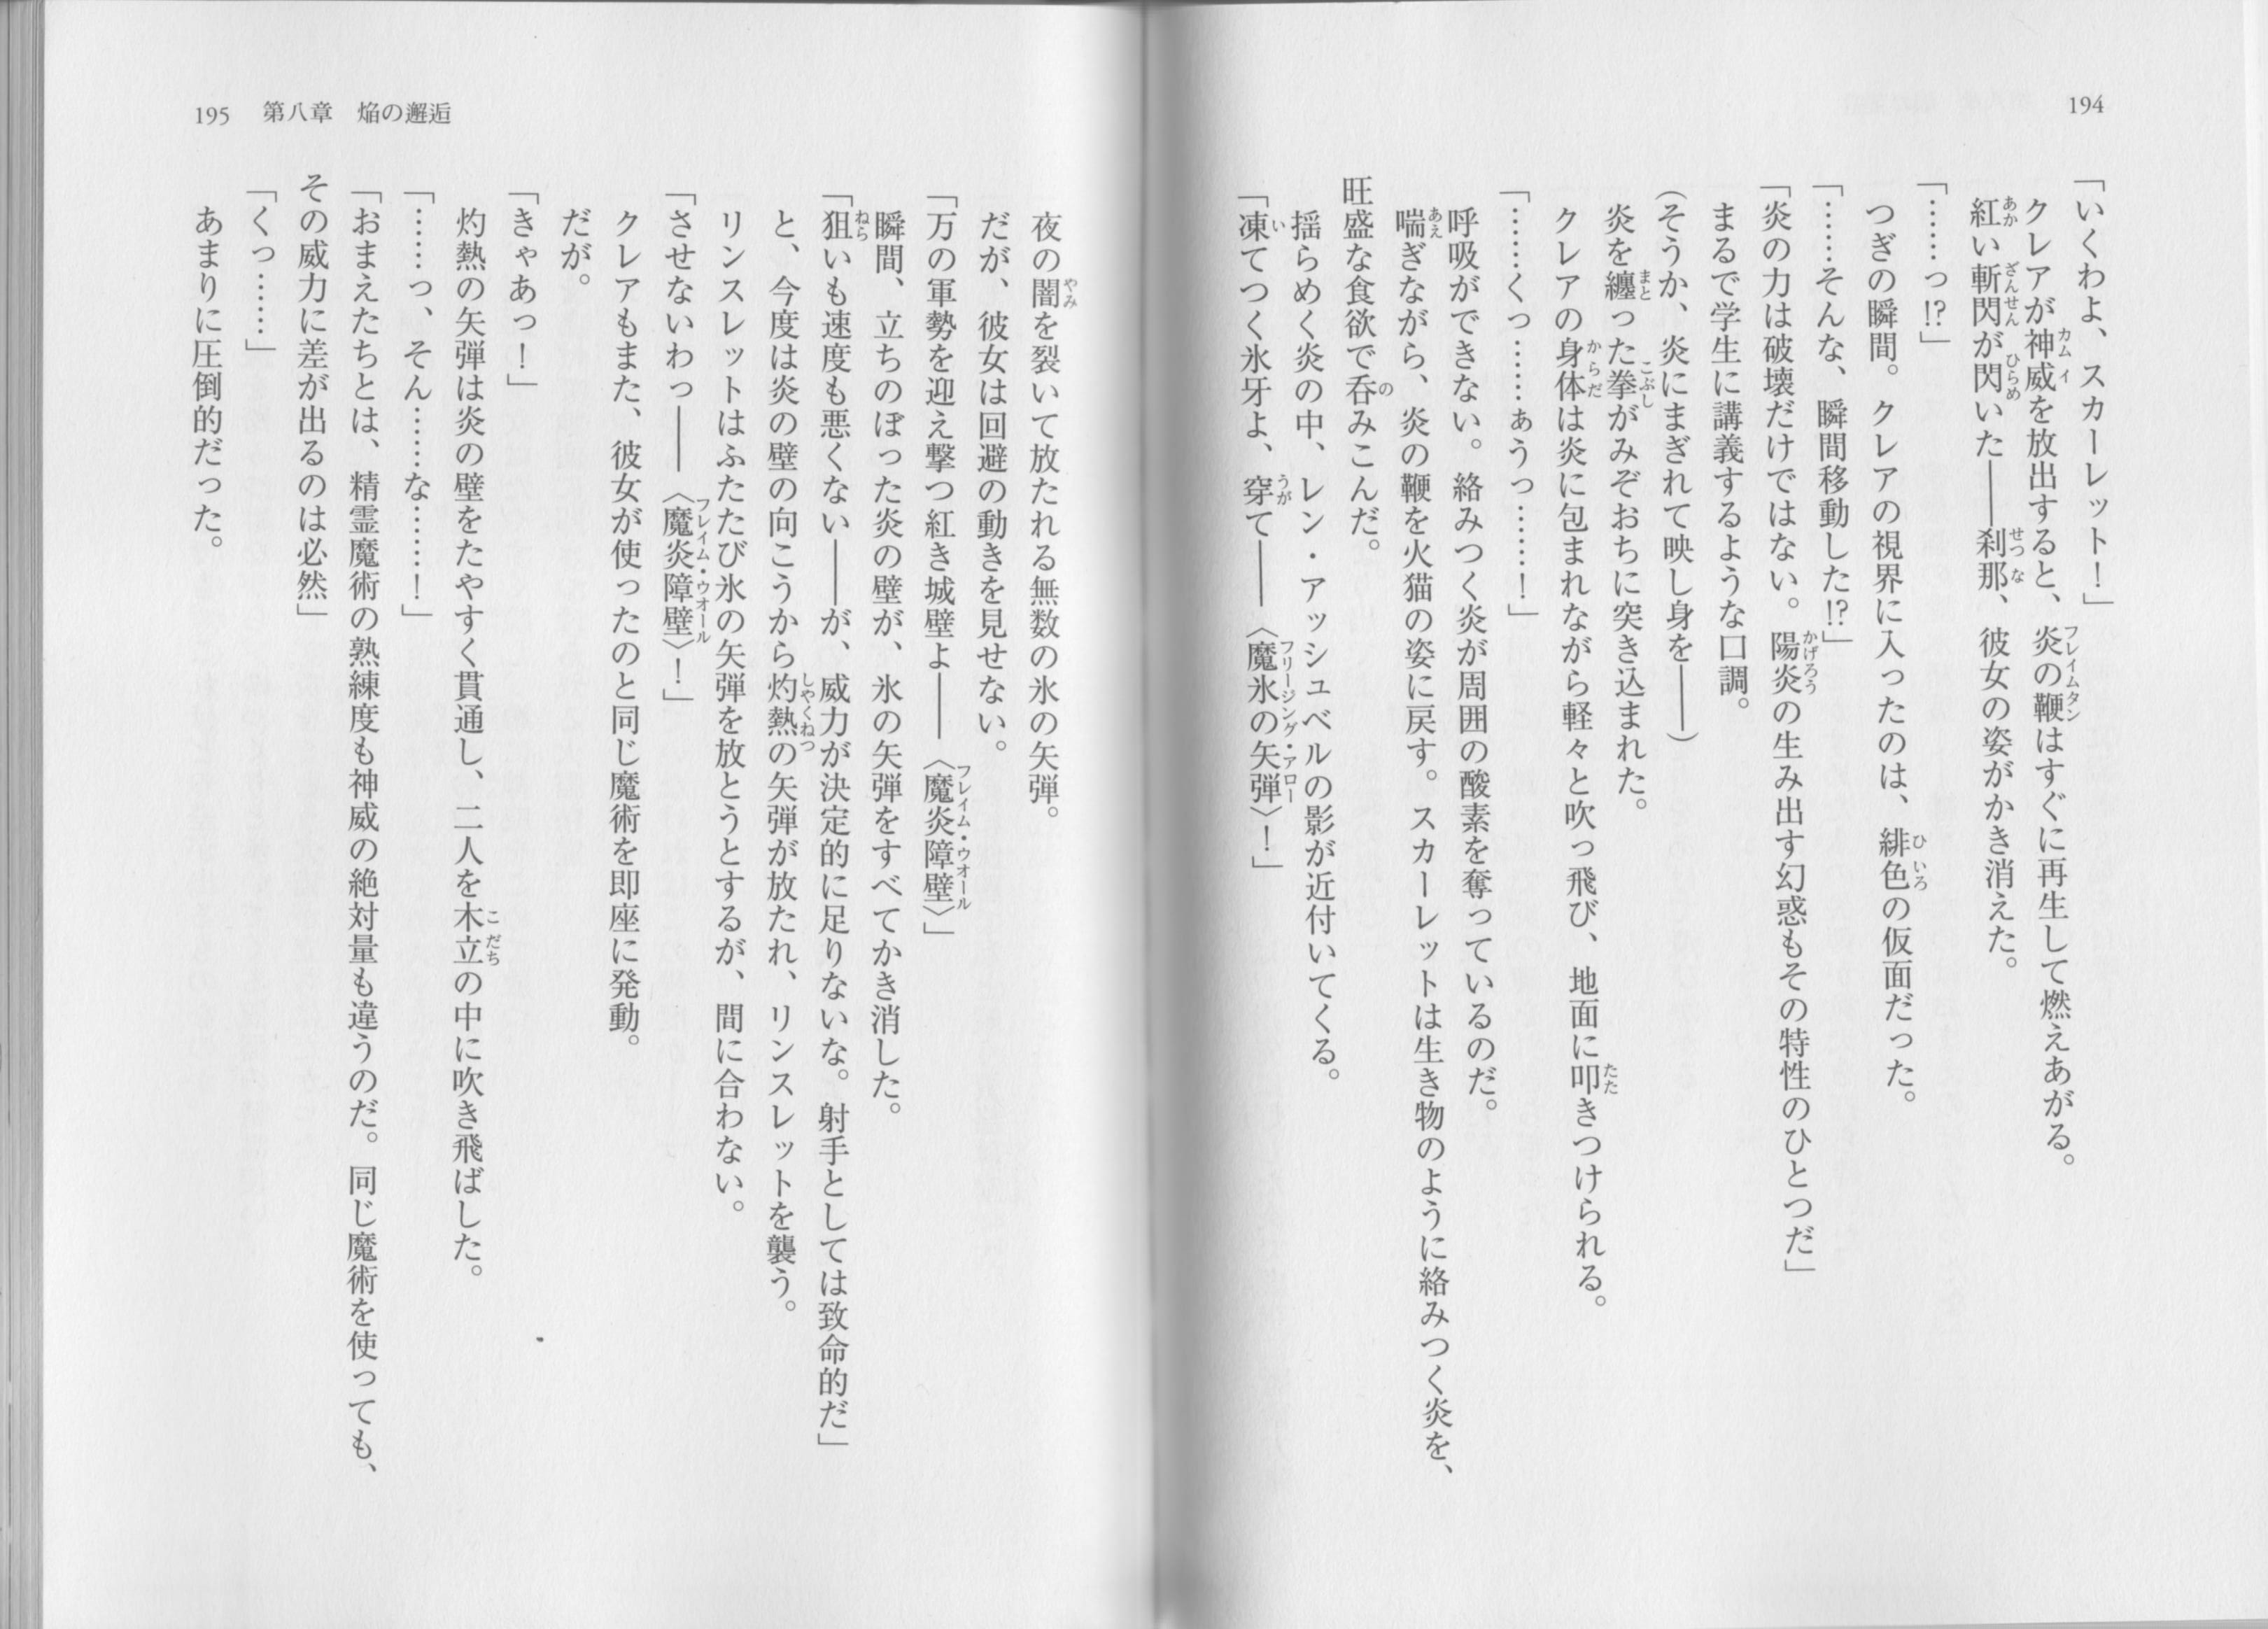 194
「いくわよ、スカーレット！」
クレアが神威を放出すると、炎の鞭はすぐに再生して燃えあがる。
紅い斬閃が閃いた――刹那、彼女の姿がかき消えた。
「……っ!?」
つぎの瞬間。クレアの視界に入ったのは、緋色の仮面だった。
「……そんな、瞬間移動した!?」
「炎の力は破壊だけではない。陽炎の生み出す幻惑もその特性のひとつだ」
まるで学生に講義するような口調。
（そうか、炎にまぎれて映し身を――）
炎を纏った拳がみぞおちに突き込まれた。
クレアの身体は炎に包まれながら軽々と吹っ飛び、地面に叩きつけられる。
「……くっ……ぁうっ……！」
呼吸ができない。絡みつく炎が周囲の酸素を奪っているのだ。
喘ぎながら、炎の鞭を火猫の姿に戻す。スカーレットは生き物のように絡みつく炎を、
旺盛な食欲で呑みこんだ。
揺らめく炎の中、レン・アッシュベルの影が近付いてくる。
「凍てつく氷牙よ、穿て――〈魔氷の矢弾〉！」
195 第八章 焔の邂逅
夜の闇を裂いて放たれる無数の氷の矢弾。
だが、彼女は回避の動きを見せない。
「万の軍勢を迎え撃つ紅き城壁よ――〈魔炎障壁〉」
瞬間、立ちのぼった炎の壁が、氷の矢弾をすべてかき消した。
「狙いも速度も悪くない――が、威力が決定的に足りないな。射手としては致命的だ」
と、今度は炎の壁の向こうから灼熱の矢弾が放たれ、リンスレットを襲う。
リンスレットはふたたび氷の矢弾を放とうとするが、間に合わない。
「させないわっ――〈魔炎障壁〉！」
クレアもまた、彼女が使ったのと同じ魔術を即座に発動。
だが。
「きゃあっ！」
灼熱の矢弾は炎の壁をたやすく貫通し、二人を木立の中に吹き飛ばした。
「……っ、そん……な……！」
「おまえたちとは、精霊魔術の熟練度も神威の絶対量も違うのだ。同じ魔術を使っても、
その威力に差が出るのは必然」
「くっ……」
あまりに圧倒的だった。